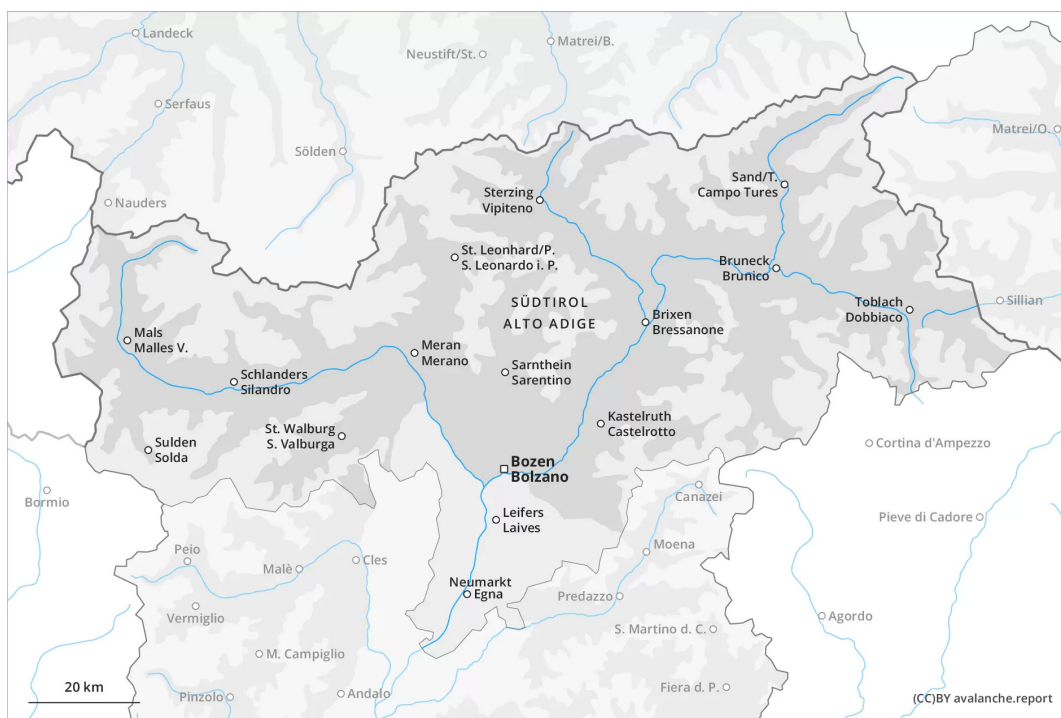 Landeck
Neustift/St.
Matrei/B.
Serfaus
Sölden
Matrei/O.
Nauders
Sterzing
Vipiteno
Sand/T.
Campo Tures
St. Leonhard/P.
S. Leonardo i. P.
Bruneck
Brunico
SÜDTIROL
ALTO ADIGE
Toblach
Dobbiaco
Sillian
Brixen
Bressanone
Mals
Malles V.
Meran
Merano
Schlanders
Silandro
Sarnthein
Sarentino
St. Walburg
S. Valburga
Kastelruth
Castelrotto
Sulden
Solda
Cortina d'Ampezzo
Bozen
Bolzano
Bormio
Canazei
Leifers
Laives
Pieve di Cadore
Peio
Malè
Cles
Moena
Neumarkt
Egna
Predazzo
Vermiglio
Agordo
S. Martino d. C.
M. Campiglio
20 km
Pinzolo
Andalo
Fiera d. P.
(CC)BY avalanche.report